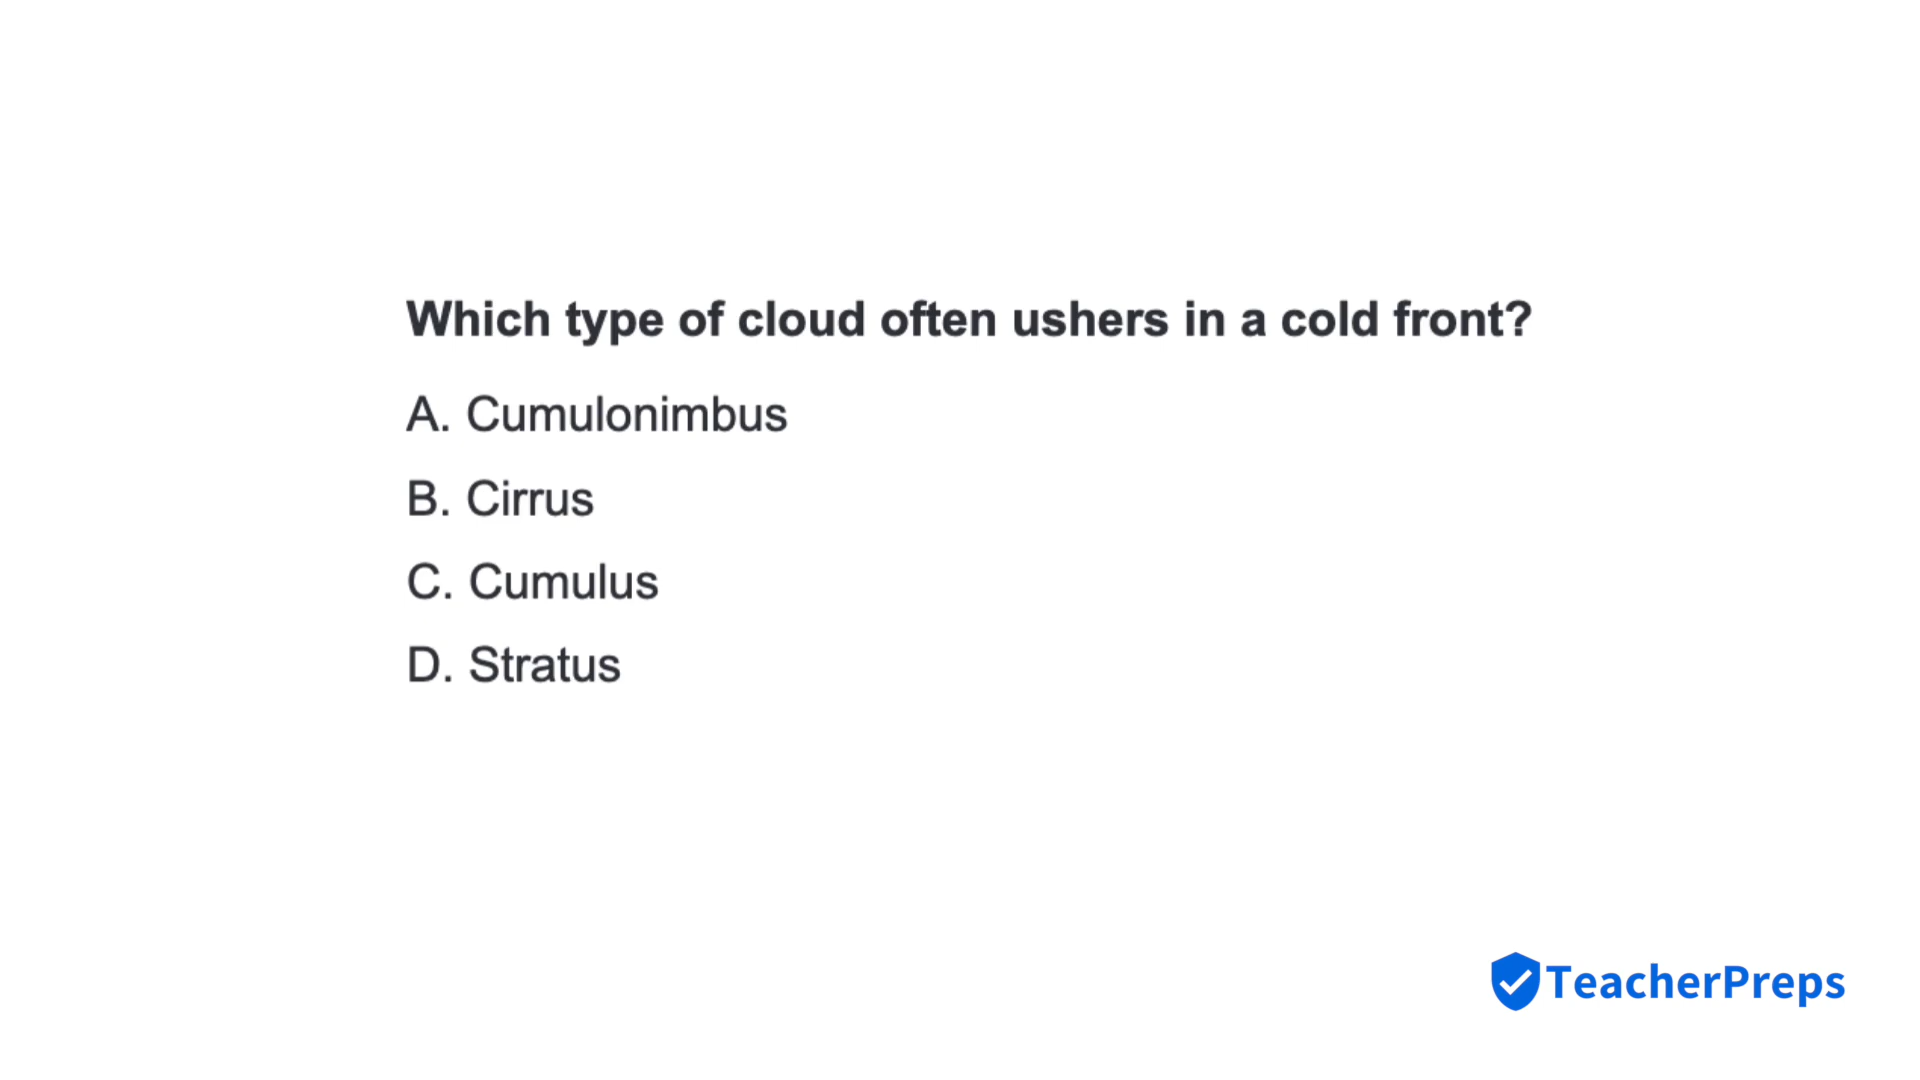 Which type of cloud often ushers in a cold front?
A. Cumulonimbus
B. Cirrus
C. Cumulus
D. Stratus
TeacherPreps